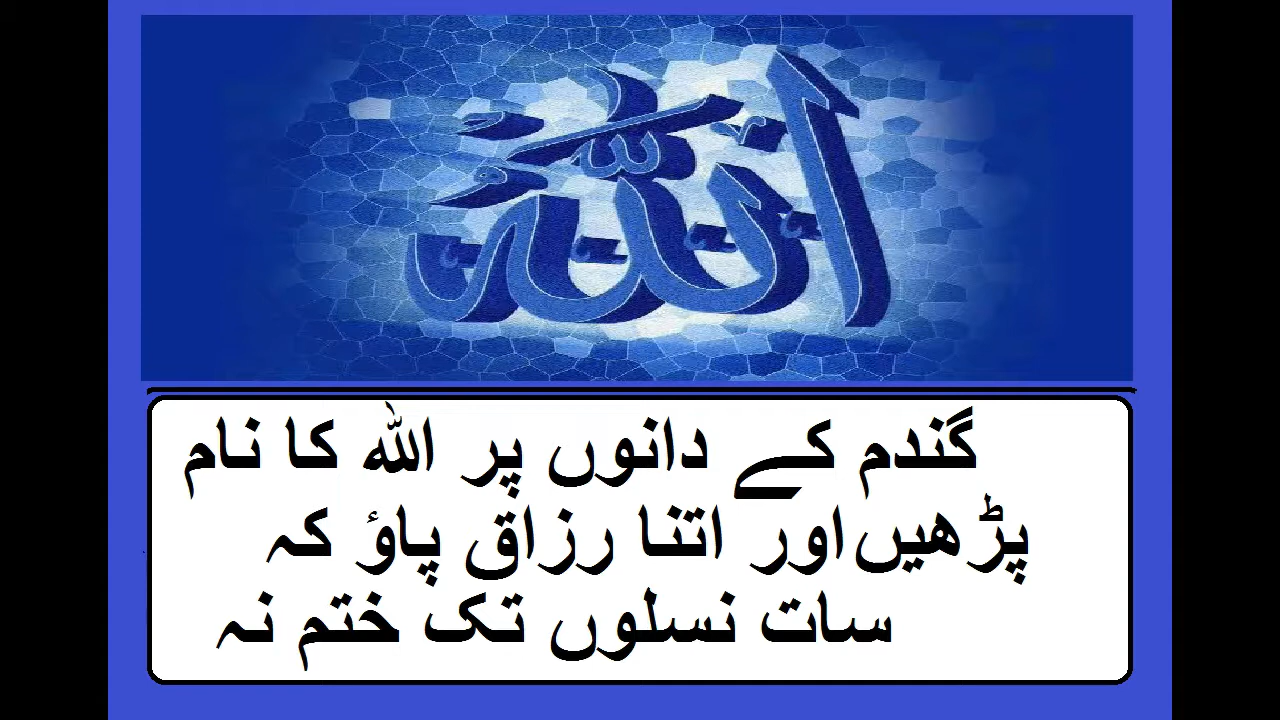 اللہ
گندم کے دانوں پر اللہ کا نام
پڑھیں اور اتنا رزاق پاؤ کہ
سات نسلوں تک ختم نہ